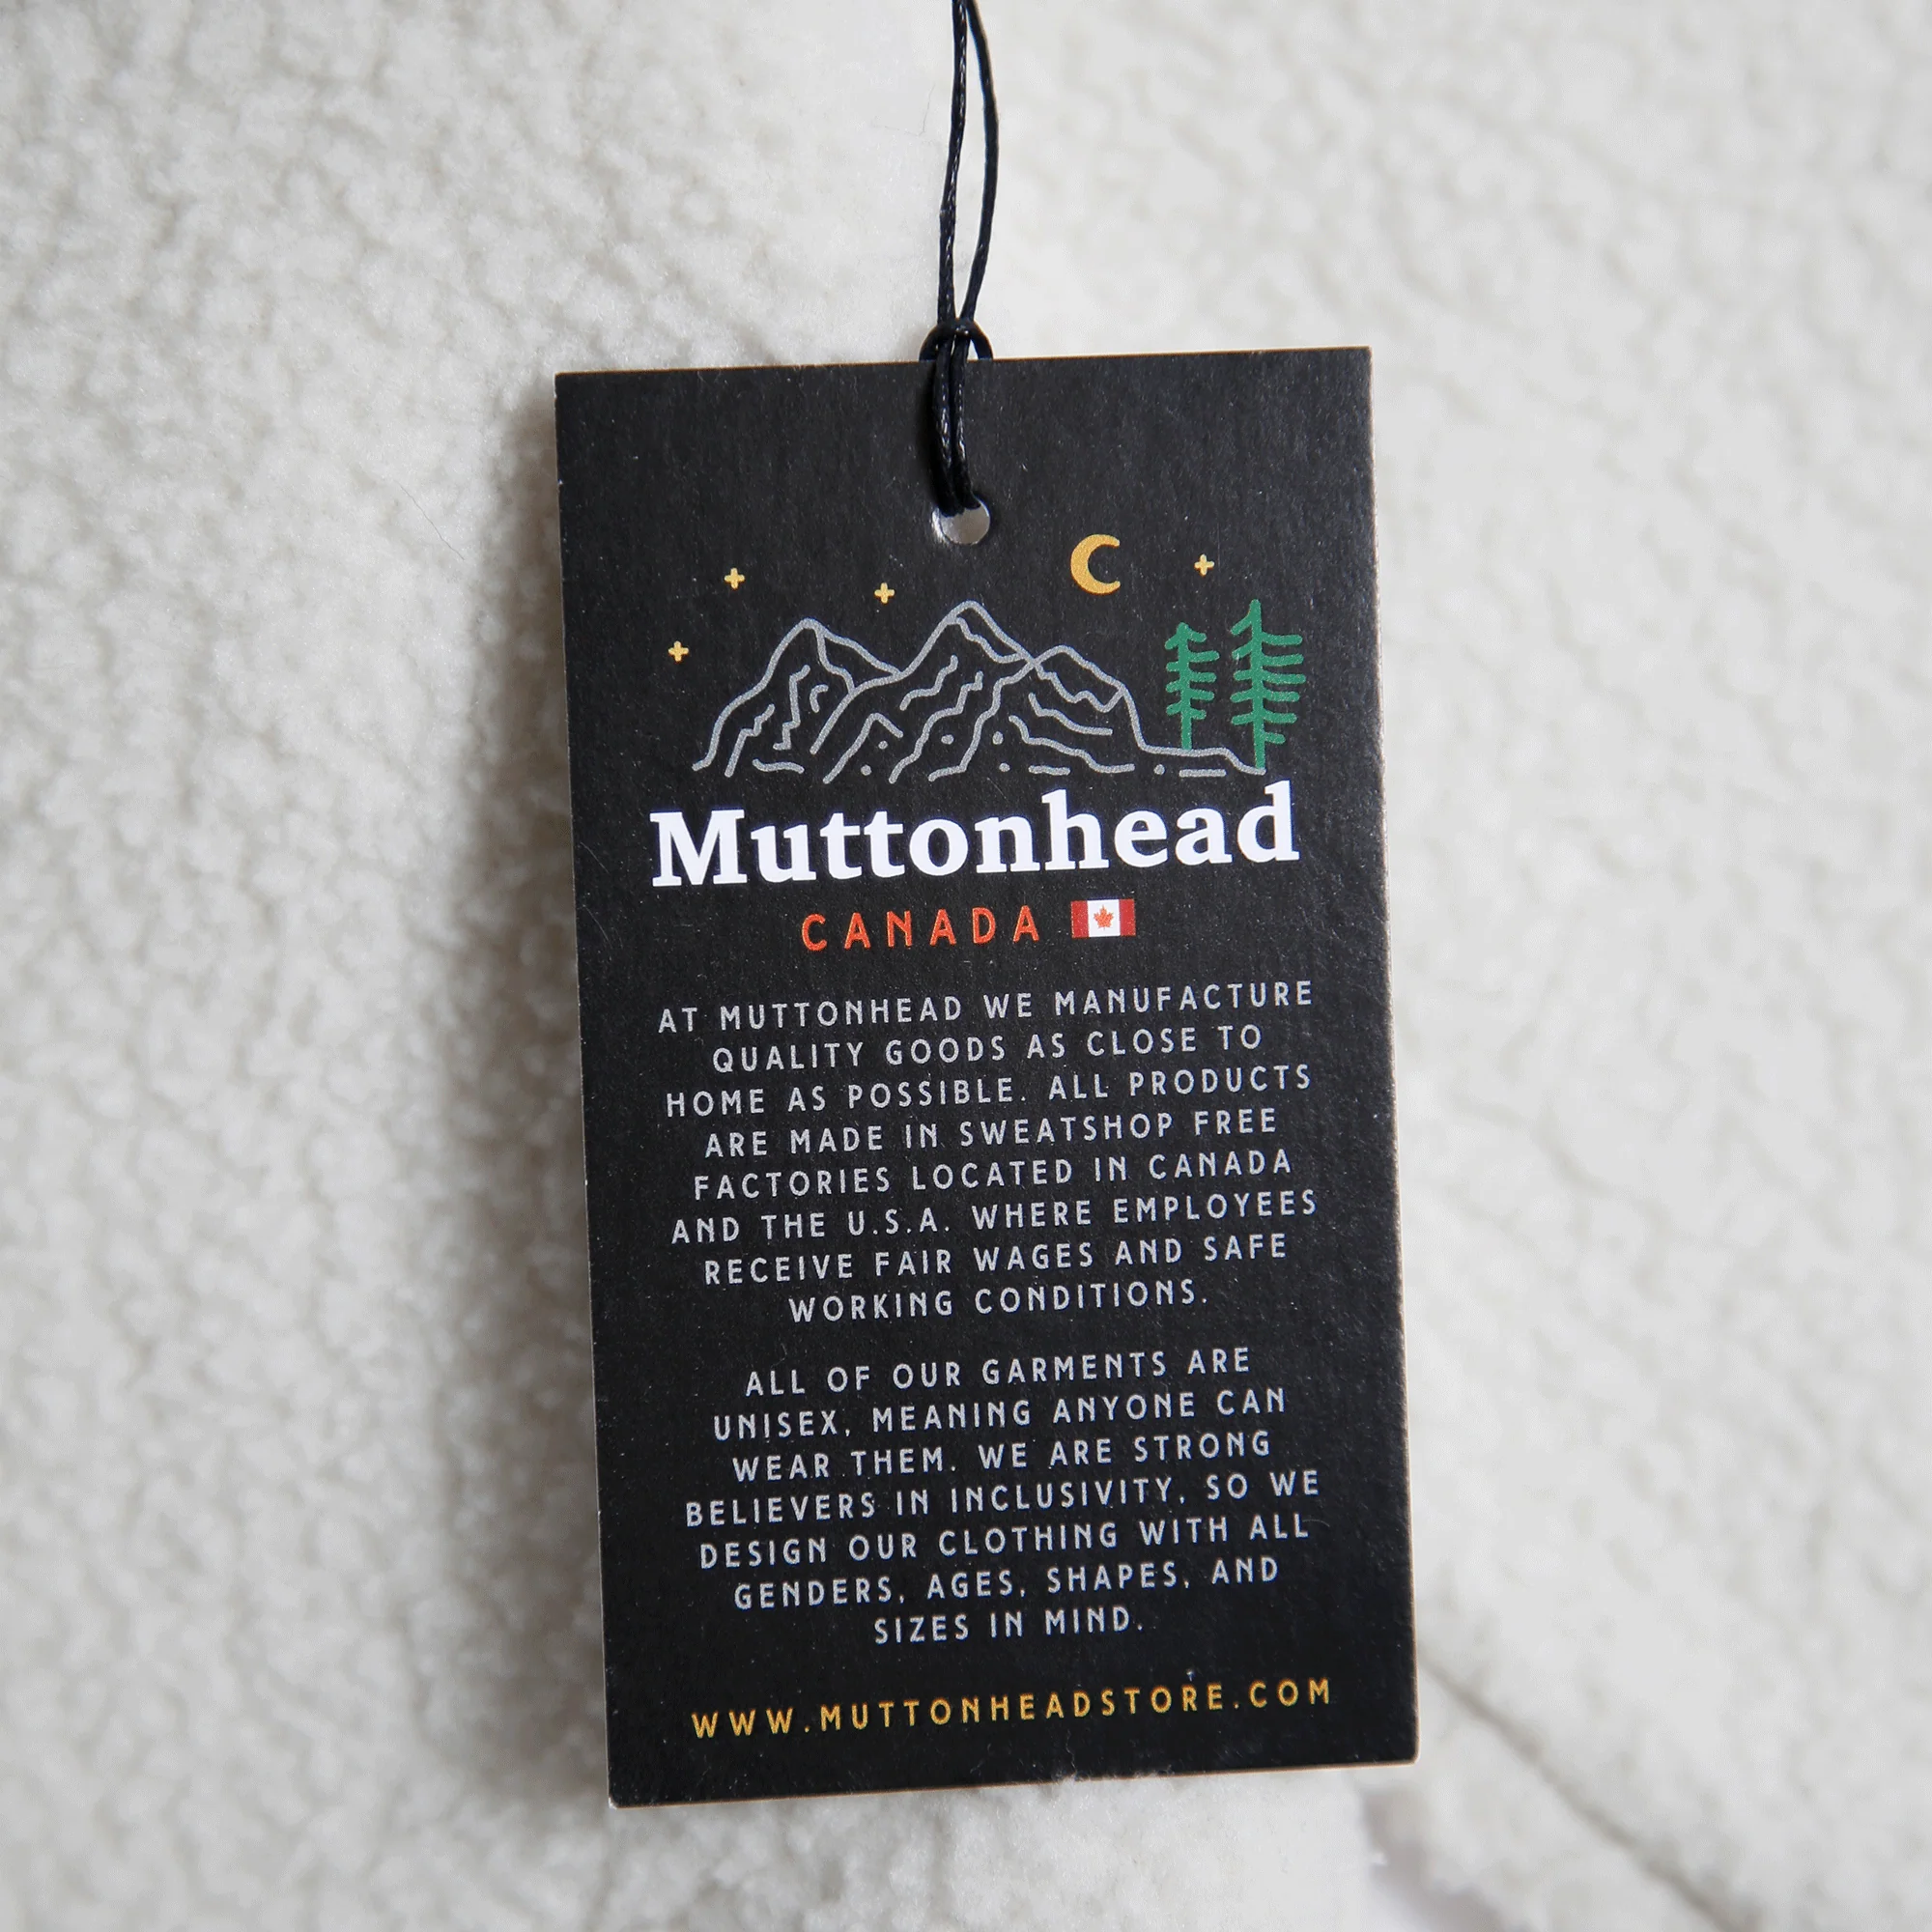 Muttonhead
CANADA
AT MUTTONHEAD WE MANUFACTURE
QUALITY GOODS AS CLOSE TO
HOME AS POSSIBLE. ALL PRODUCTS
ARE MADE IN SWEATSHOP FREE
FACTORIES LOCATED IN CANADA
AND THE U.S.A. WHERE EMPLOYEES
RECEIVE FAIR WAGES AND SAFE
WORKING CONDITIONS.
ALL OF OUR GARMENTS ARE
UNISEX, MEANING ANYONE CAN
WEAR THEM. WE ARE STRONG
BELIEVERS IN INCLUSIVITY, SO WE
DESIGN OUR CLOTHING WITH ALL
GENDERS, AGES, SHAPES, AND
SIZES IN MIND.
WWW.MUTTONHEADSTORE.COM